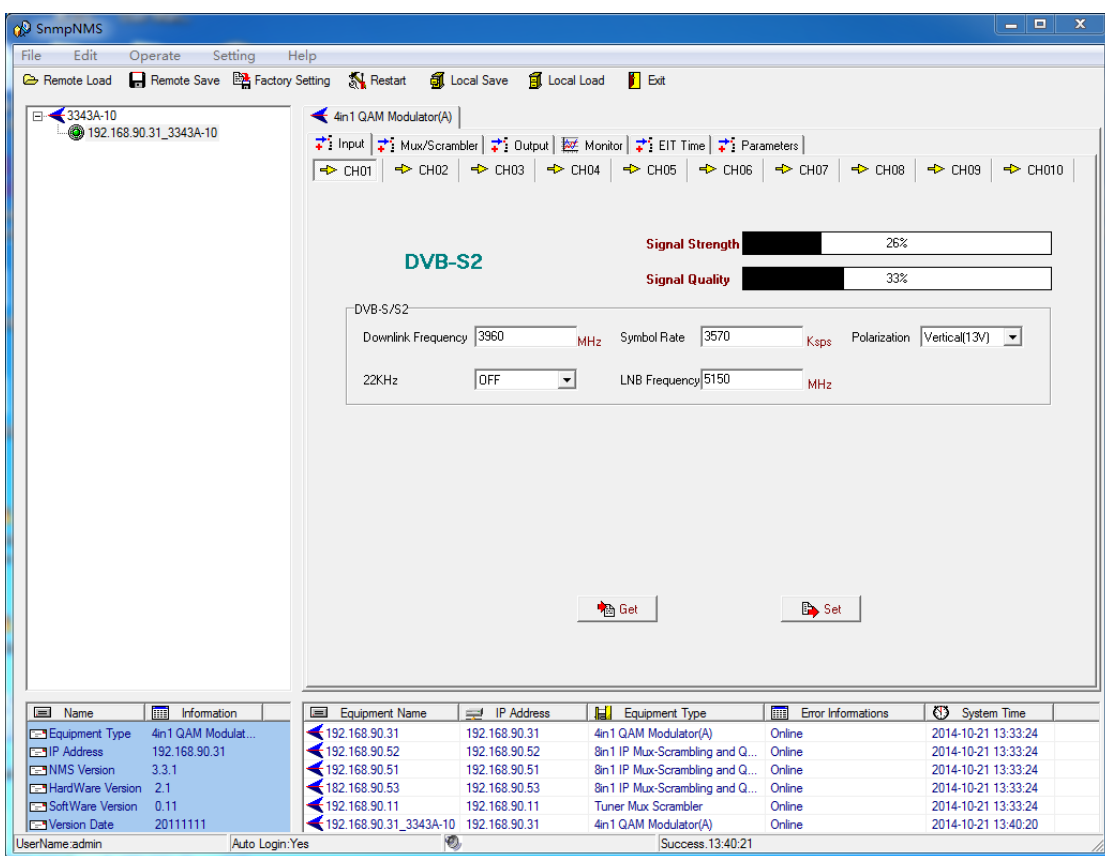 SnmpNMS
File Edit Operate Setting Help
Remote Load Remote Save Factory Setting Restart Local Save Local Load Exit
3343A-10
192.168.90.31_3343A-10
4in1 QAM Modulator(A)
Input Mux/Scrambler Output Monitor EIT Time Parameters
CH01 CH02 CH03 CH04 CH05 CH06 CH07 CH08 CH09 CH010
DVB-S2
Signal Strength 26%
Signal Quality 33%
DVB-S/S2
Downlink Frequency 3960 MHz Symbol Rate 3570 Ksps Polarization Vertical(13V)
22KHz OFF LNB Frequency 5150 MHz
Get Set
Name Information
Equipment Type 4in1 QAM Modulat...
IP Address 192.168.90.31
NMS Version 3.3.1
HardWare Version 2.1
SoftWare Version 0.11
Version Date 20111111
Equipment Name IP Address Equipment Type Error Informations System Time
192.168.90.31 192.168.90.31 4in1 QAM Modulator(A) Online 2014-10-21 13:33:24
192.168.90.52 192.168.90.52 8in1 IP Mux-Scrambling and Q... Online 2014-10-21 13:33:24
192.168.90.51 192.168.90.51 8in1 IP Mux-Scrambling and Q... Online 2014-10-21 13:33:24
182.168.90.53 192.168.90.53 8in1 IP Mux-Scrambling and Q... Online 2014-10-21 13:33:24
192.168.90.11 192.168.90.11 Tuner Mux Scrambler Online 2014-10-21 13:33:24
192.168.90.31_3343A-10 192.168.90.31 4in1 QAM Modulator(A) Online 2014-10-21 13:40:20
UserName:admin Auto Login:Yes Success.13:40:21